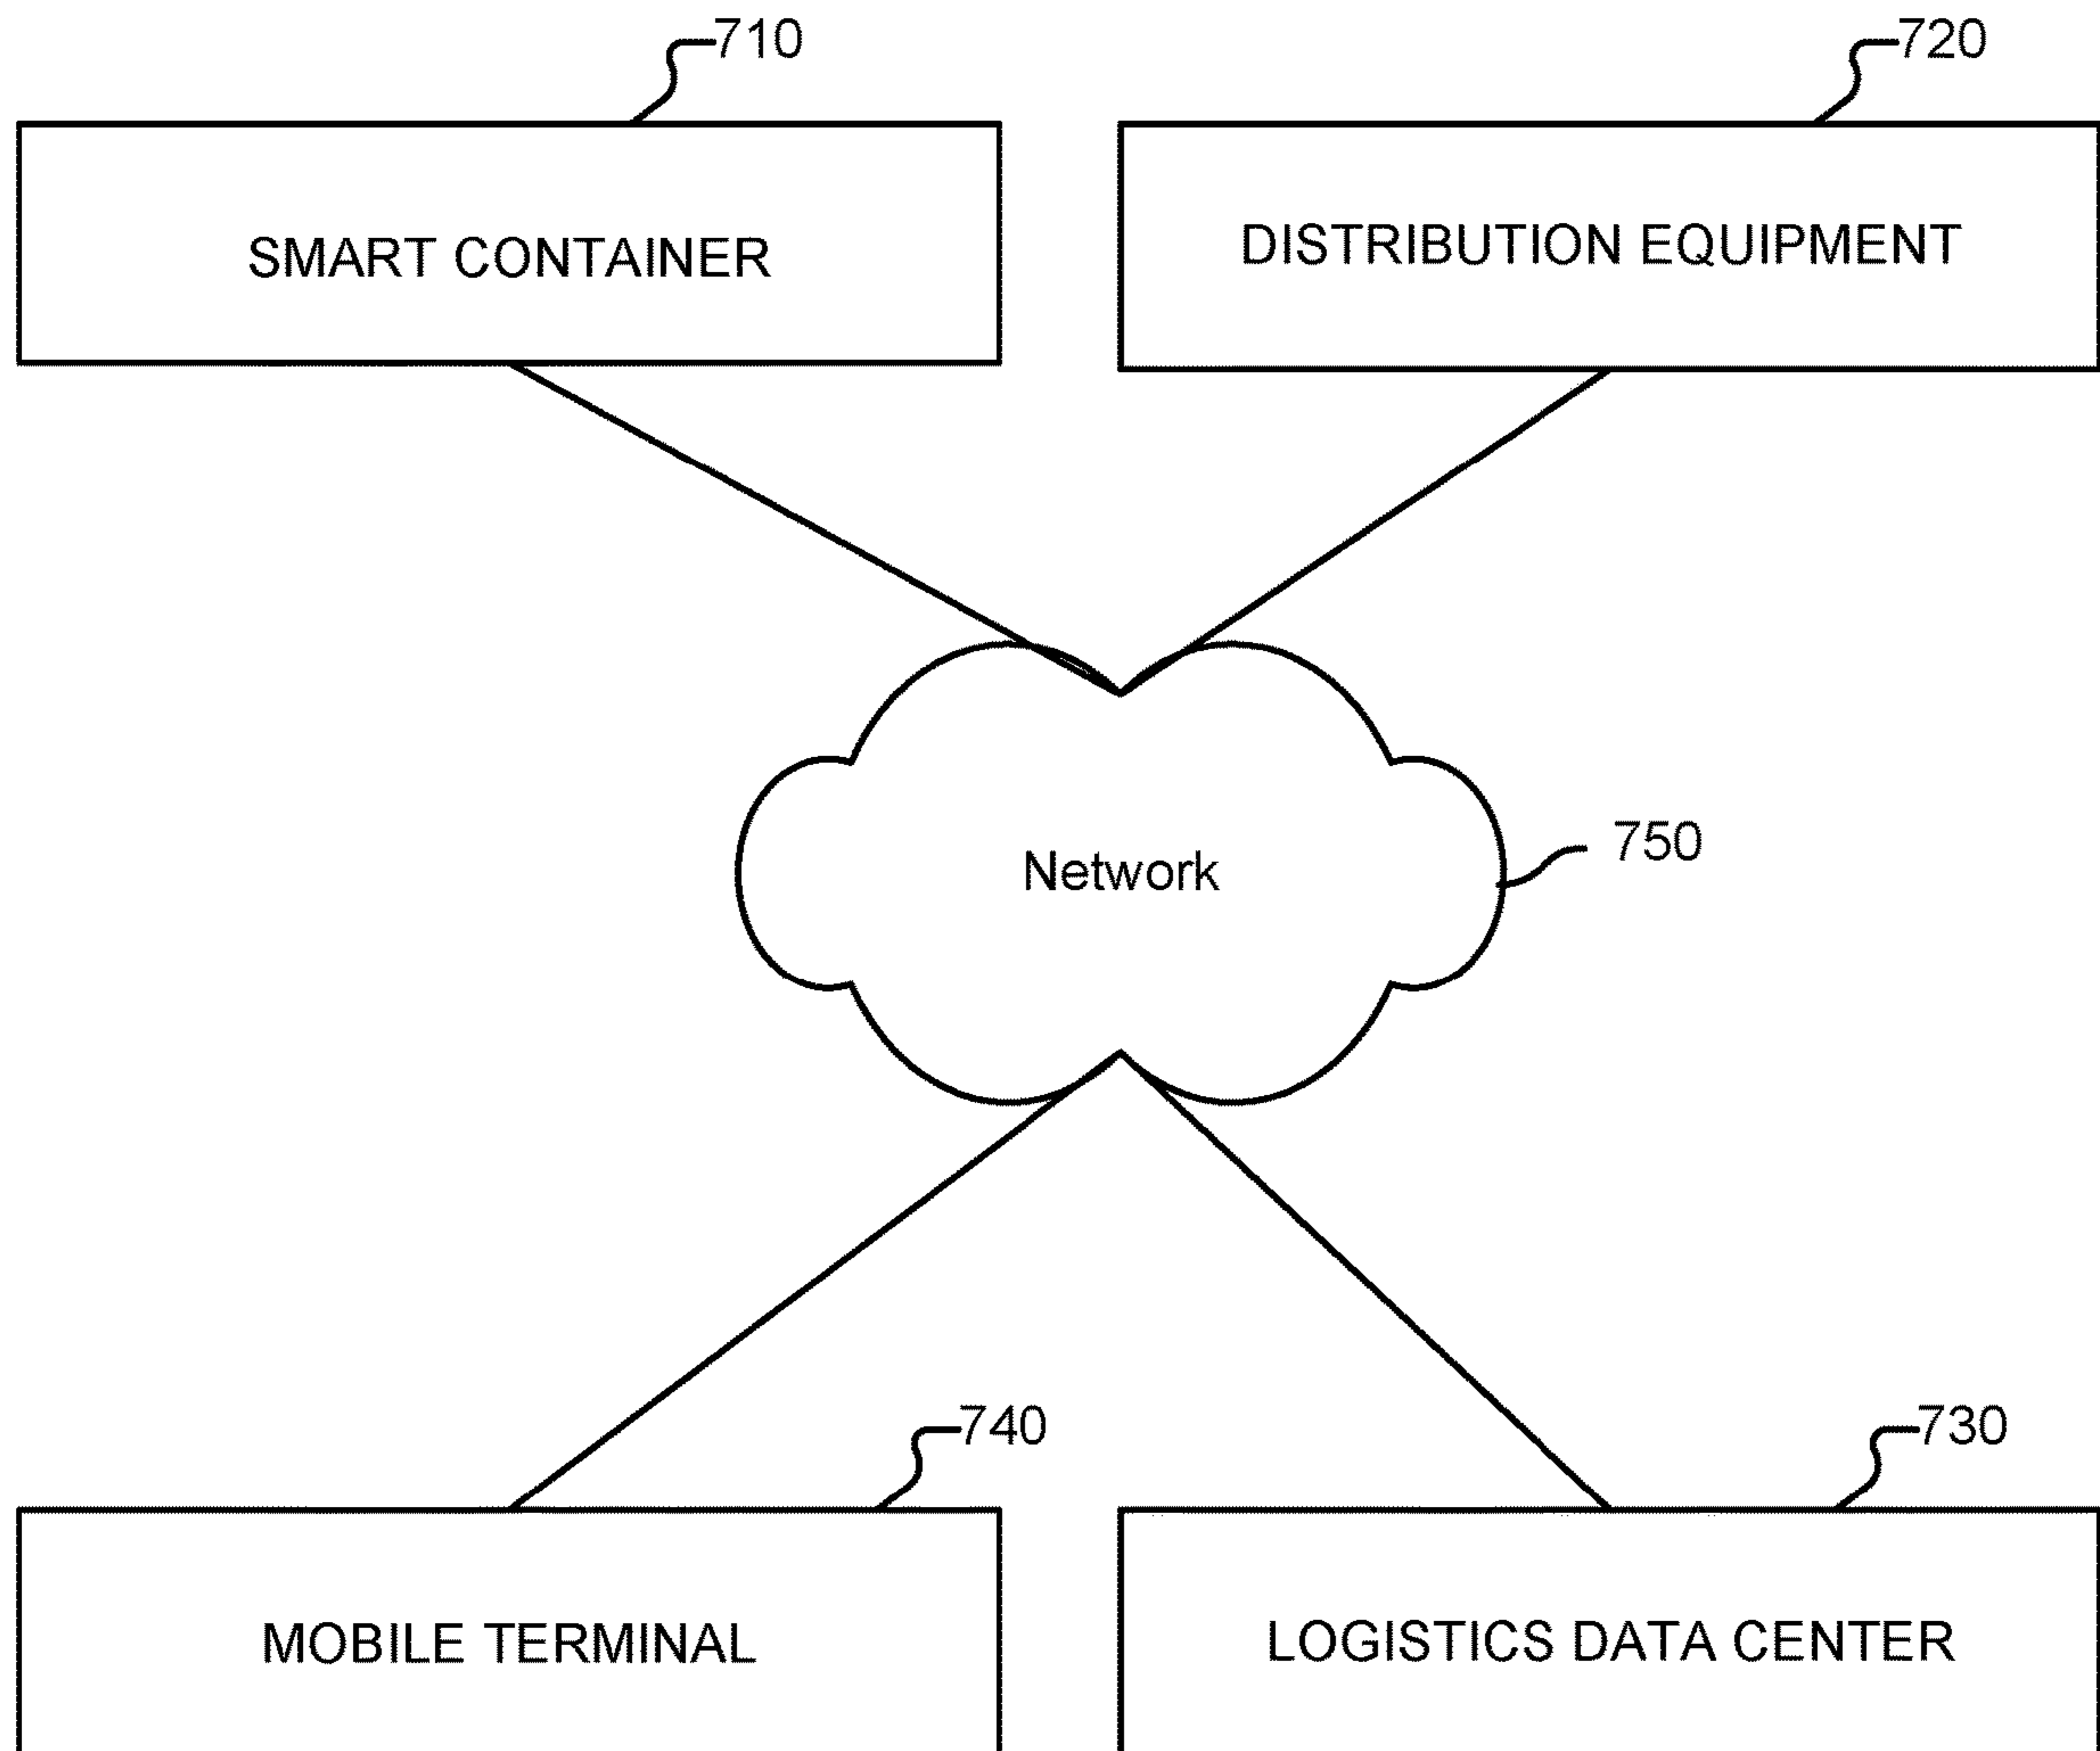 710
720
SMART CONTAINER
DISTRIBUTION EQUIPMENT
Network
750
740
730
MOBILE TERMINAL
LOGISTICS DATA CENTER